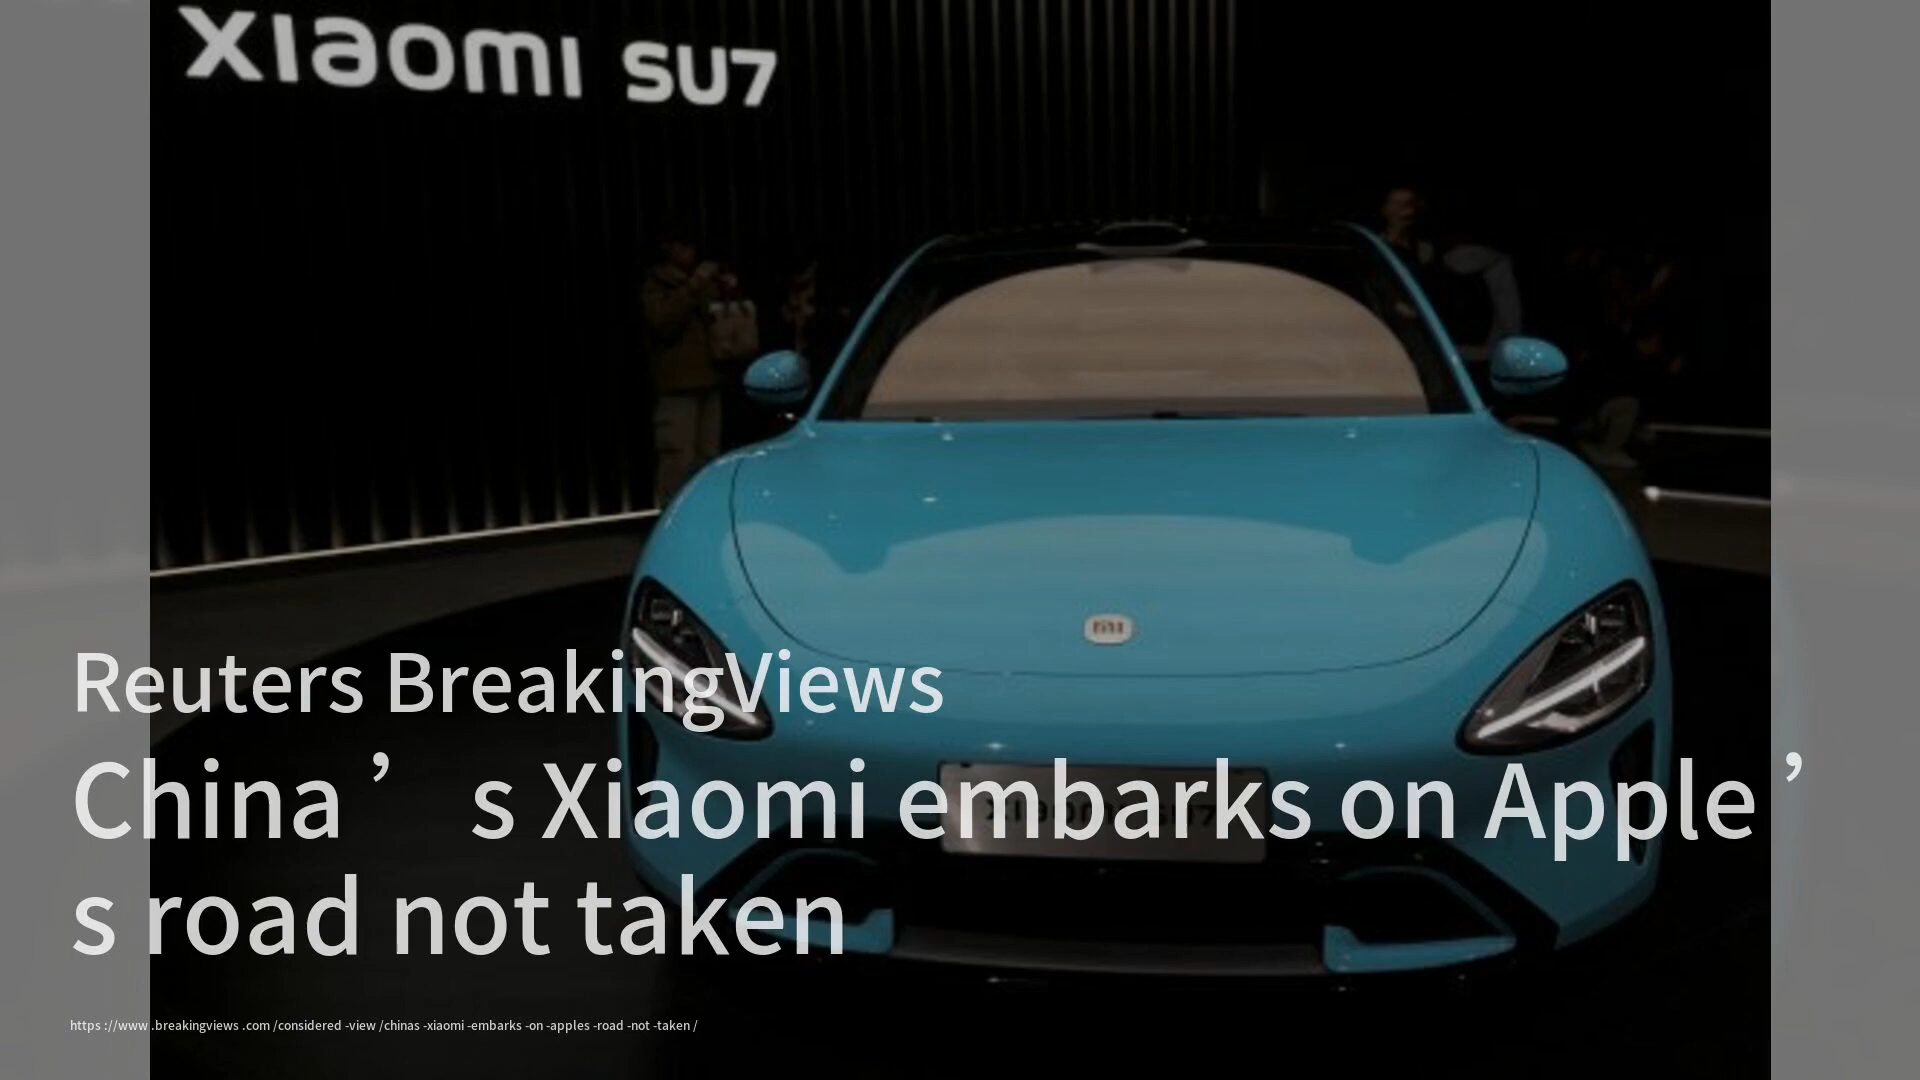 xiaomi SU7
mi
Reuters BreakingViews
China’s Xiaomi embarks on Apple’
s road not taken
https://www.breakingviews.com/considered-view/chinas-xiaomi-embarks-on-apples-road-not-taken/